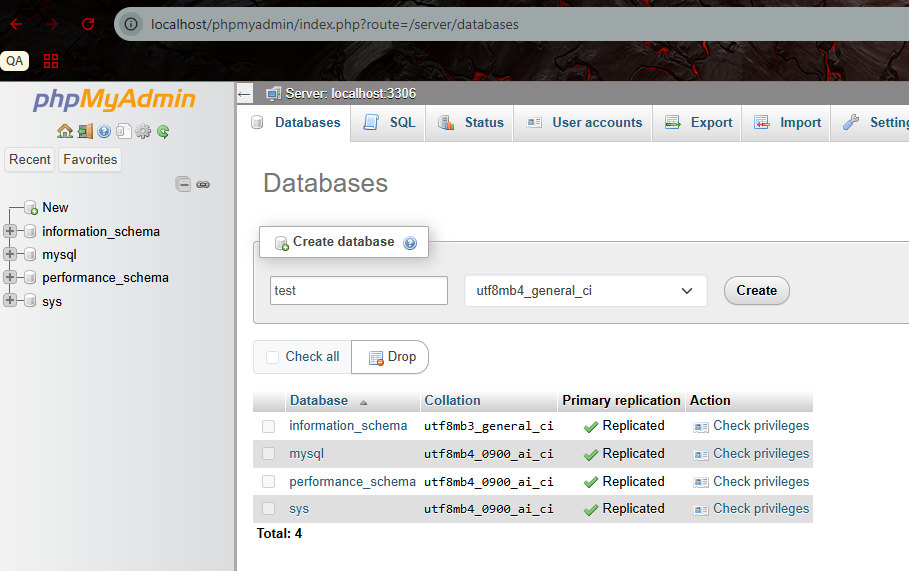 localhost/phpmyadmin/index.php?route=/server/databases
QA
phpMyAdmin
Recent Favorites
New
information_schema
mysql
performance_schema
sys
Server: localhost:3306
Databases SQL Status User accounts Export Import Setting
Databases
Create database
test utf8mb4_general_ci Create
Check all Drop
Database Collation Primary replication Action
information_schema utf8mb3_general_ci Replicated Check privileges
mysql utf8mb4_0900_ai_ci Replicated Check privileges
performance_schema utf8mb4_0900_ai_ci Replicated Check privileges
sys utf8mb4_0900_ai_ci Replicated Check privileges
Total: 4